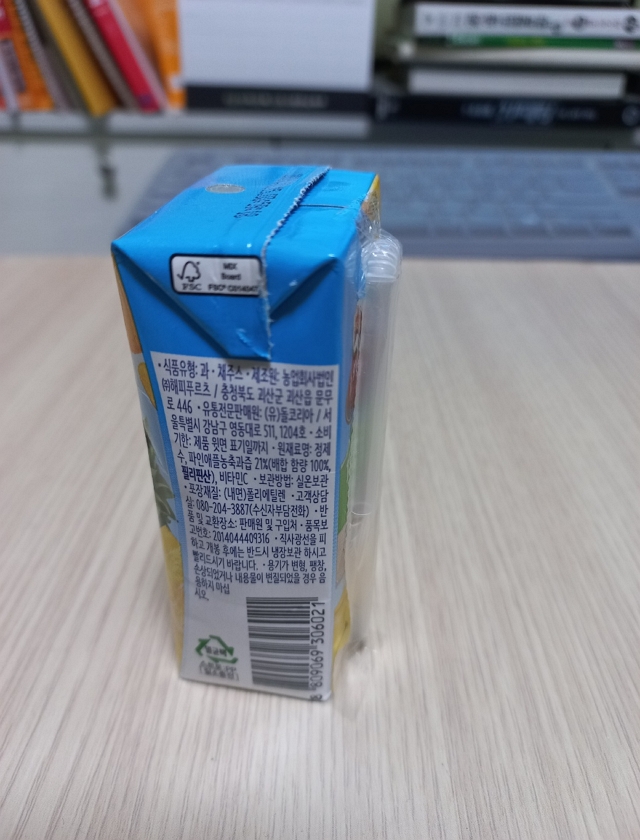 FSC
MIX
Board
FSC® C014047
• 식품유형: 과 · 채주스 • 제조원: 농업회사법인
㈜해피푸르츠 / 충청북도 괴산군 괴산읍 문무
로 446 • 유통전문판매원: (유)돌코리아 / 서
울특별시 강남구 영동대로 511, 1204호 • 소비
기한: 제품 윗면 표기일까지 • 원재료명: 정제
수, 파인애플농축과즙 21%(배합 함량 100%,
필리핀산), 비타민C • 보관방법: 실온보관
• 포장재질: (내면)폴리에틸렌 • 고객상담
실: 080-204-3887(수신자부담전화) • 반
품 및 교환장소: 판매원 및 구입처 • 품목보
고번호: 2014044409316 • 직사광선을 피
하고 개봉 후에는 반드시 냉장보관 하시고
빨리드시기 바랍니다. • 용기가 변형, 팽창,
손상되었거나 내용물이 변질되었을 경우 음
용하지 마십
시오.
멸균팩
8 809069 306021